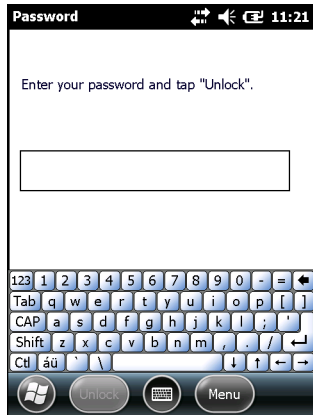 Password 11:21
Enter your password and tap "Unlock".
123 1 2 3 4 5 6 7 8 9 0 - =
Tab q w e r t y u i o p [ ]
CAP a s d f g h j k l ; '
Shift z x c v b n m , . /
Ctl áü ` \
Unlock Menu